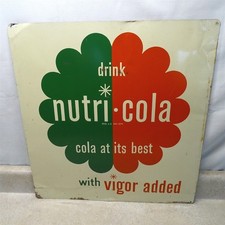 drink
nutri·cola
cola at its best
with vigor added